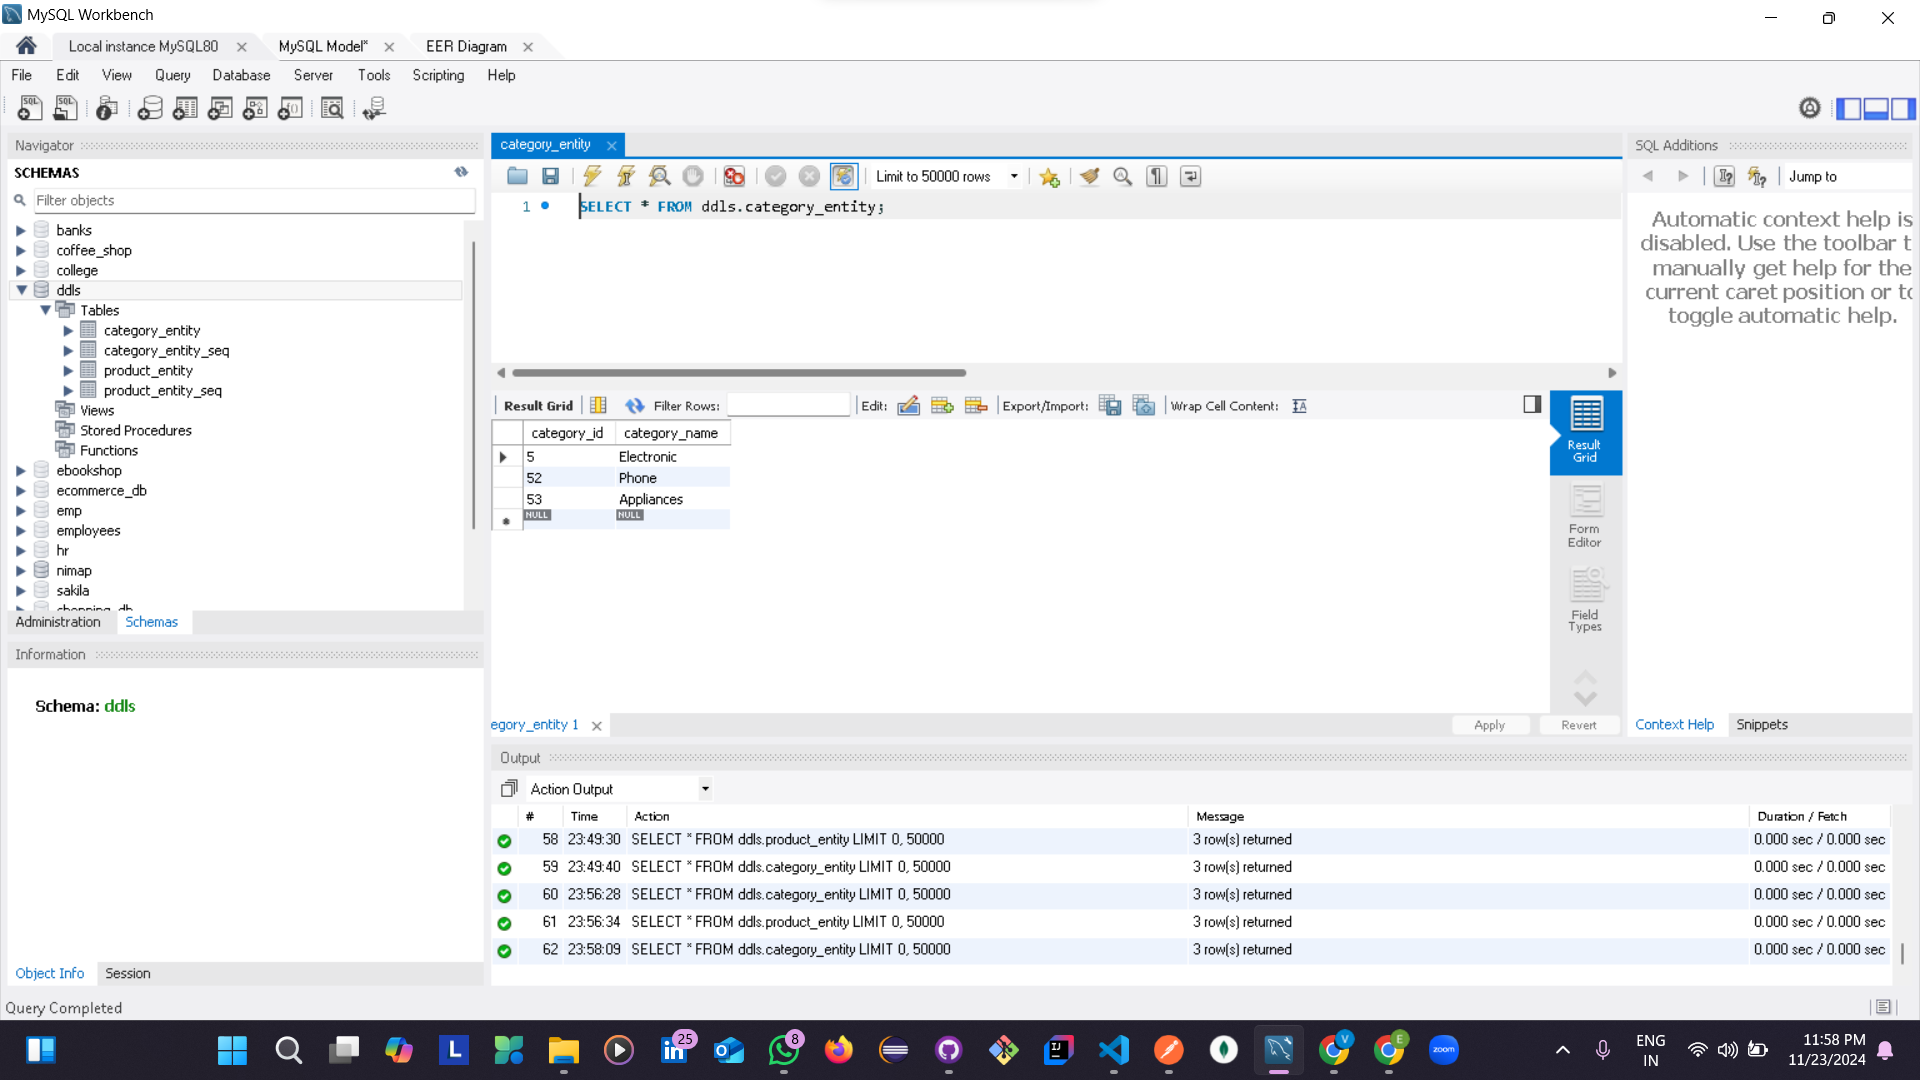 MySQL Workbench
Local instance MySQL80
MySQL Model*
EER Diagram
File Edit View Query Database Server Tools Scripting Help
Navigator
SCHEMAS
Filter objects
banks
coffee_shop
college
ddls
Tables
category_entity
category_entity_seq
product_entity
product_entity_seq
Views
Stored Procedures
Functions
ebookshop
ecommerce_db
emp
employees
hr
nimap
sakila
shopping_db
Administration Schemas
Information
Schema: ddls
Object Info Session
Query Completed
category_entity
Limit to 50000 rows
1 SELECT * FROM ddls.category_entity;
Result Grid Filter Rows: Edit: Export/Import: Wrap Cell Content:
category_id category_name
5 Electronic
52 Phone
53 Appliances
NULL NULL
Result Grid
Form Editor
Field Types
egory_entity 1
Apply Revert
SQL Additions
Jump to
Automatic context help is
disabled. Use the toolbar t
manually get help for the
current caret position or to
toggle automatic help.
Context Help Snippets
Output
Action Output
# Time Action Message Duration / Fetch
58 23:49:30 SELECT * FROM ddls.product_entity LIMIT 0, 50000 3 row(s) returned 0.000 sec / 0.000 sec
59 23:49:40 SELECT * FROM ddls.category_entity LIMIT 0, 50000 3 row(s) returned 0.000 sec / 0.000 sec
60 23:56:28 SELECT * FROM ddls.category_entity LIMIT 0, 50000 3 row(s) returned 0.000 sec / 0.000 sec
61 23:56:34 SELECT * FROM ddls.product_entity LIMIT 0, 50000 3 row(s) returned 0.000 sec / 0.000 sec
62 23:58:09 SELECT * FROM ddls.category_entity LIMIT 0, 50000 3 row(s) returned 0.000 sec / 0.000 sec
L
25
8
V
E
zoom
ENG
IN
11:58 PM
11/23/2024